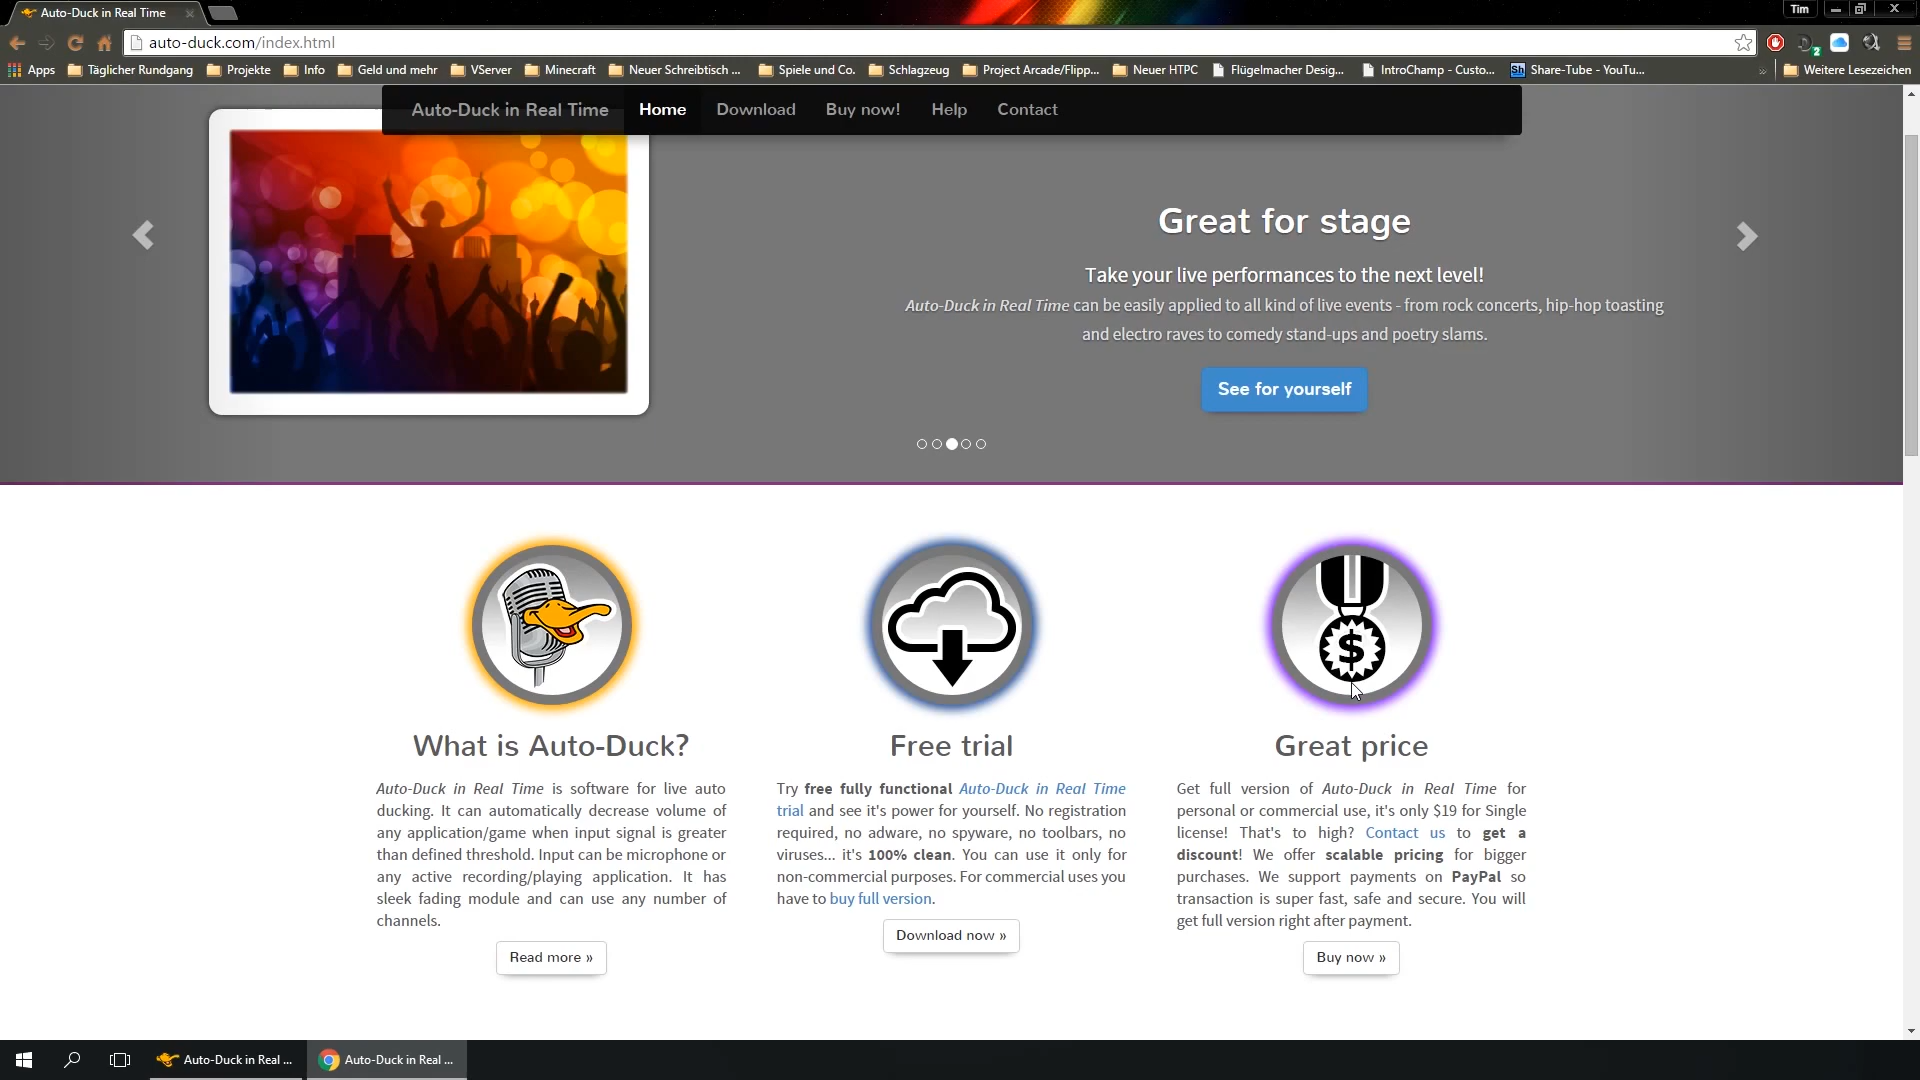 Auto-Duck in Real Time
Tim
auto-duck.com/index.html
2
Apps
Täglicher Rundgang
Projekte
Info
Geld und mehr
VServer
Minecraft
Neuer Schreibtisch ...
Spiele und Co.
Schlagzeug
Project Arcade/Flipp...
Neuer HTPC
Flügelmacher Desig...
IntroChamp - Custo...
Sh Share-Tube - YouTu...
»
Weitere Lesezeichen
Auto-Duck in Real Time Home Download Buy now! Help Contact
Great for stage
Take your live performances to the next level!
Auto-Duck in Real Time can be easily applied to all kind of live events - from rock concerts, hip-hop toasting
and electro raves to comedy stand-ups and poetry slams.
See for yourself
$
What is Auto-Duck?
Auto-Duck in Real Time is software for live auto
ducking. It can automatically decrease volume of
any application/game when input signal is greater
than defined threshold. Input can be microphone or
any active recording/playing application. It has
sleek fading module and can use any number of
channels.
Read more »
Free trial
Try free fully functional Auto-Duck in Real Time
trial and see it's power for yourself. No registration
required, no adware, no spyware, no toolbars, no
viruses... it's 100% clean. You can use it only for
non-commercial purposes. For commercial uses you
have to buy full version.
Download now »
Great price
Get full version of Auto-Duck in Real Time for
personal or commercial use, it's only $19 for Single
license! That's to high? Contact us to get a
discount! We offer scalable pricing for bigger
purchases. We support payments on PayPal so
transaction is super fast, safe and secure. You will
get full version right after payment.
Buy now »
Auto-Duck in Real ...
Auto-Duck in Real ...